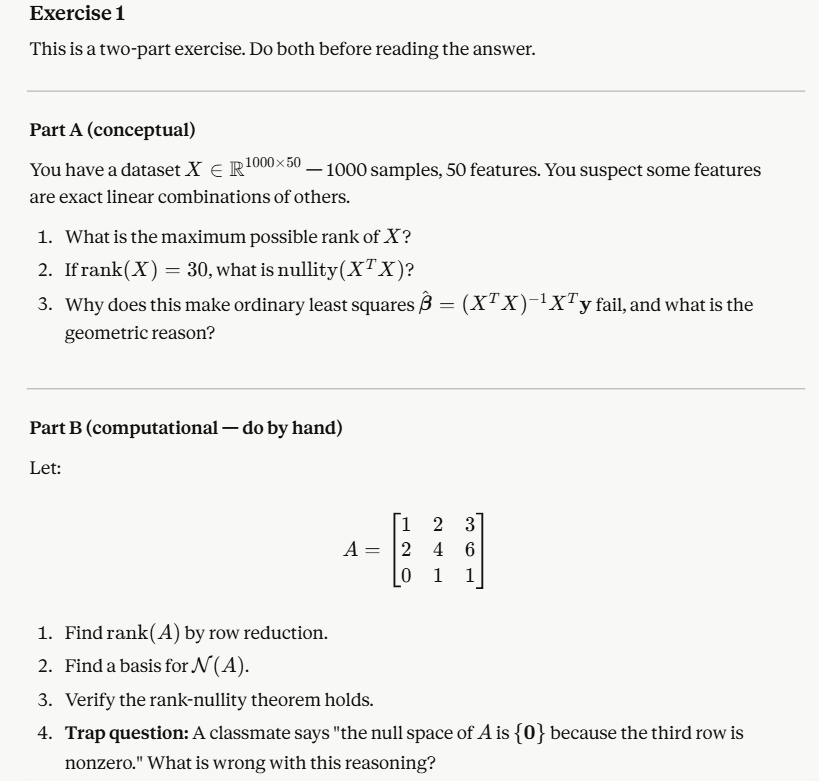 Exercise 1
This is a two-part exercise. Do both before reading the answer.
Part A (conceptual)
You have a dataset X ∈ ℝ^{1000×50} — 1000 samples, 50 features. You suspect some features
are exact linear combinations of others.
1. What is the maximum possible rank of X?
2. If rank(X) = 30, what is nullity(X^T X)?
3. Why does this make ordinary least squares β̂ = (X^T X)^{−1} X^T y fail, and what is the
geometric reason?
Part B (computational — do by hand)
Let:
A = [1 2 3
2 4 6
0 1 1]
1. Find rank(A) by row reduction.
2. Find a basis for 𝒩(A).
3. Verify the rank-nullity theorem holds.
4. Trap question: A classmate says "the null space of A is {0} because the third row is
nonzero." What is wrong with this reasoning?